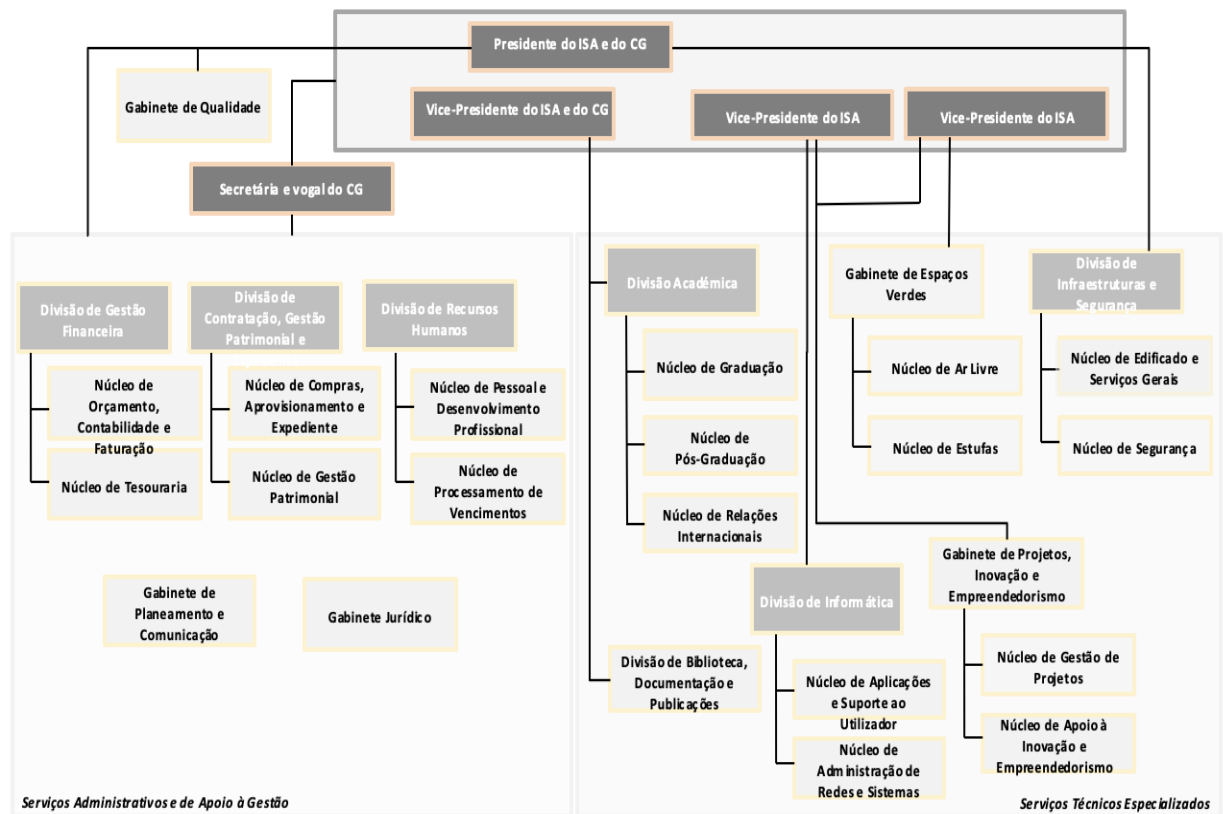 Presidente do ISA e do CG
Gabinete de Qualidade
Vice-Presidente do ISA e do CG
Vice-Presidente do ISA
Vice-Presidente do ISA
Secretária e vogal do CG
Divisão de Gestão
Financeira
Divisão de
Contratação, Gestão
Patrimonial e
Divisão de Recursos
Humanos
Núcleo de
Orçamento,
Contabilidade e
Faturação
Núcleo de Compras,
Aprovisionamento e
Expediente
Núcleo de Pessoal e
Desenvolvimento
Profissional
Núcleo de Tesouraria
Núcleo de Gestão
Patrimonial
Núcleo de
Processamento de
Vencimentos
Gabinete de
Planeamento e
Comunicação
Gabinete Jurídico
Serviços Administrativos e de Apoio à Gestão
Divisão Académica
Núcleo de Graduação
Núcleo de
Pós-Graduação
Núcleo de Relações
Internacionais
Gabinete de Espaços
Verdes
Núcleo de Ar Livre
Núcleo de Estufas
Divisão de
Infraestruturas e
Segurança
Núcleo de Edificado e
Serviços Gerais
Núcleo de Segurança
Divisão de Informática
Gabinete de Projetos,
Inovação e
Empreendedorismo
Divisão de Biblioteca,
Documentação e
Publicações
Núcleo de Aplicações
e Suporte ao
Utilizador
Núcleo de
Administração de
Redes e Sistemas
Núcleo de Gestão de
Projetos
Núcleo de Apoio à
Inovação e
Empreendedorismo
Serviços Técnicos Especializados